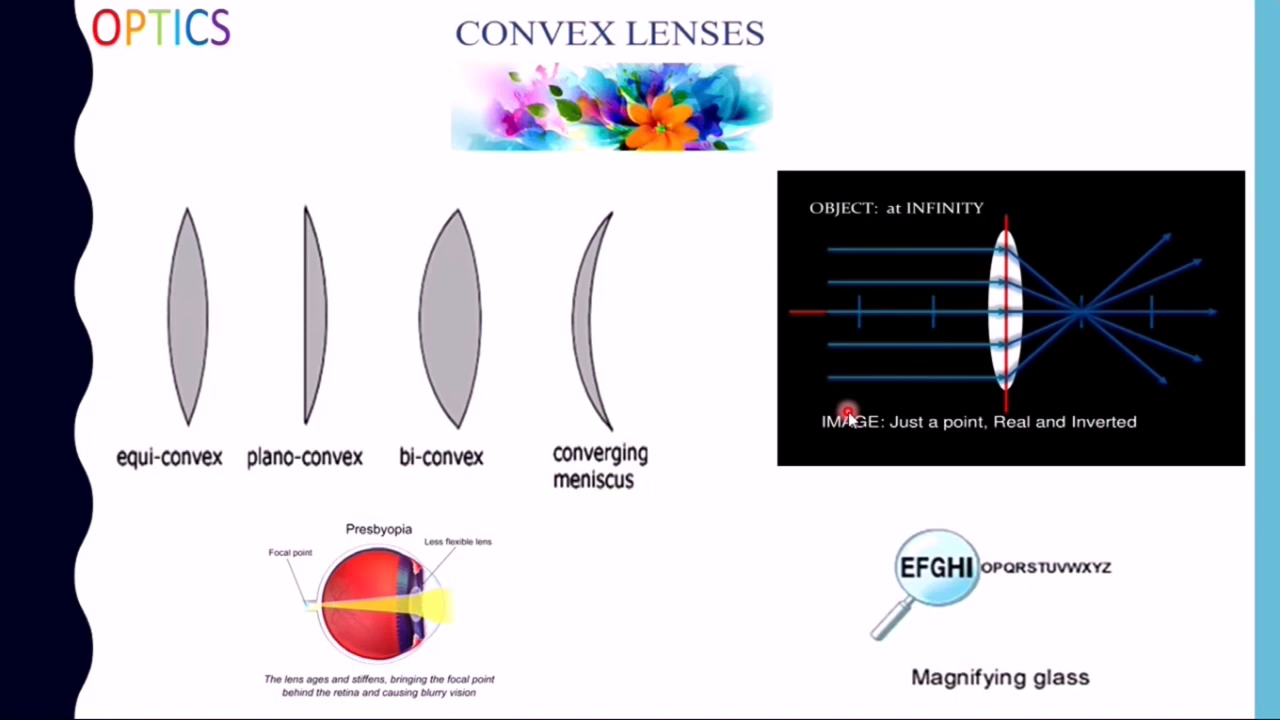 OPTICS
CONVEX LENSES
OBJECT: at INFINITY
IMAGE: Just a point, Real and Inverted
equi-convex
plano-convex
bi-convex
converging
meniscus
Presbyopia
Focal point
Less flexible lens
The lens ages and stiffens, bringing the focal point
behind the retina and causing blurry vision
EFGHI OPQRSTUVWXYZ
Magnifying glass